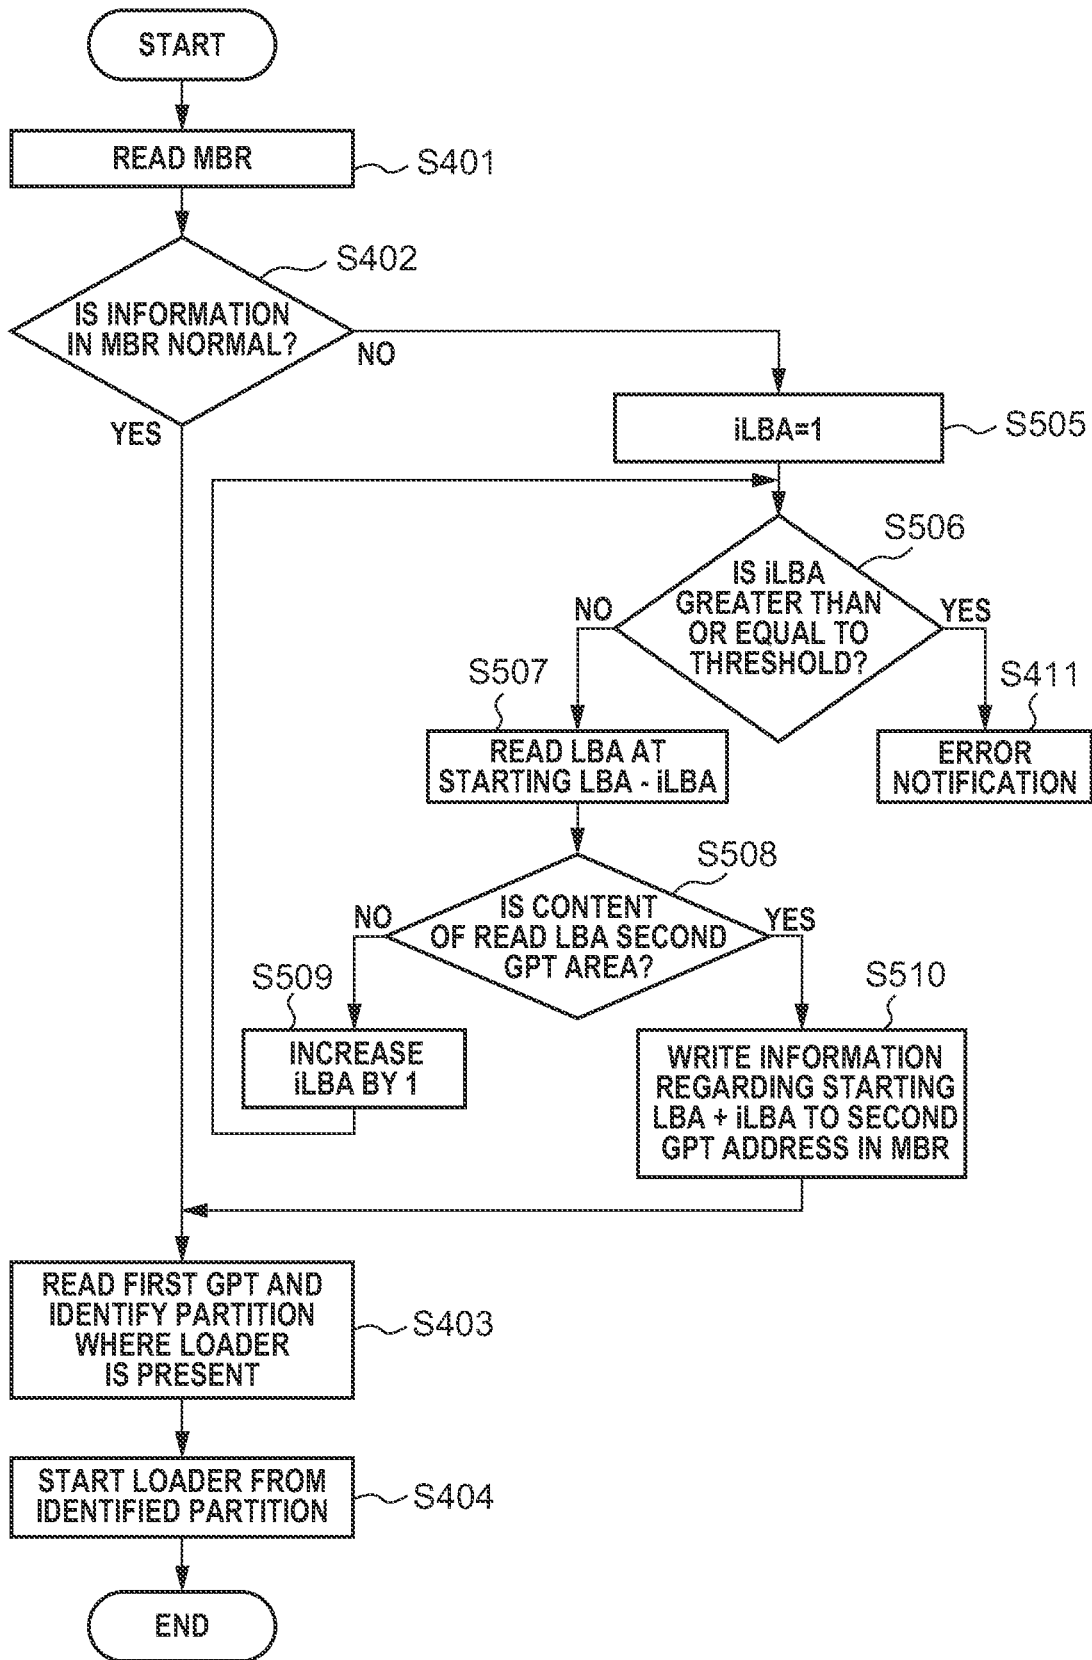 START
READ MBR
S401
S402
IS INFORMATION
IN MBR NORMAL?
NO
YES
iLBA=1
S505
S506
IS iLBA
GREATER THAN
OR EQUAL TO
THRESHOLD?
NO
YES
S507
READ LBA AT
STARTING LBA - iLBA
S411
ERROR
NOTIFICATION
S508
IS CONTENT
OF READ LBA SECOND
GPT AREA?
NO
YES
S509
INCREASE
iLBA BY 1
S510
WRITE INFORMATION
REGARDING STARTING
LBA + iLBA TO SECOND
GPT ADDRESS IN MBR
READ FIRST GPT AND
IDENTIFY PARTITION
WHERE LOADER
IS PRESENT
S403
START LOADER FROM
IDENTIFIED PARTITION
S404
END